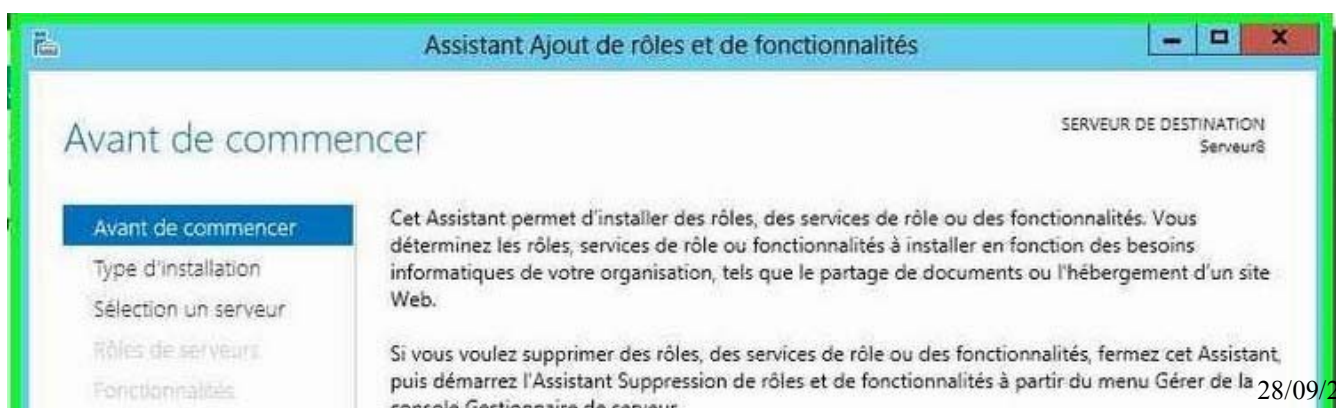 Assistant Ajout de rôles et de fonctionnalités
Avant de commencer
SERVEUR DE DESTINATION
Serveur8
Avant de commencer
Type d'installation
Sélection un serveur
Rôles de serveurs
Fonctionnalités
Cet Assistant permet d'installer des rôles, des services de rôle ou des fonctionnalités. Vous
déterminez les rôles, services de rôle ou fonctionnalités à installer en fonction des besoins
informatiques de votre organisation, tels que le partage de documents ou l'hébergement d'un site
Web.
Si vous voulez supprimer des rôles, des services de rôle ou des fonctionnalités, fermez cet Assistant,
puis démarrez l'Assistant Suppression de rôles et de fonctionnalités à partir du menu Gérer de la
console Gestionnaire de serveur
28/09/2